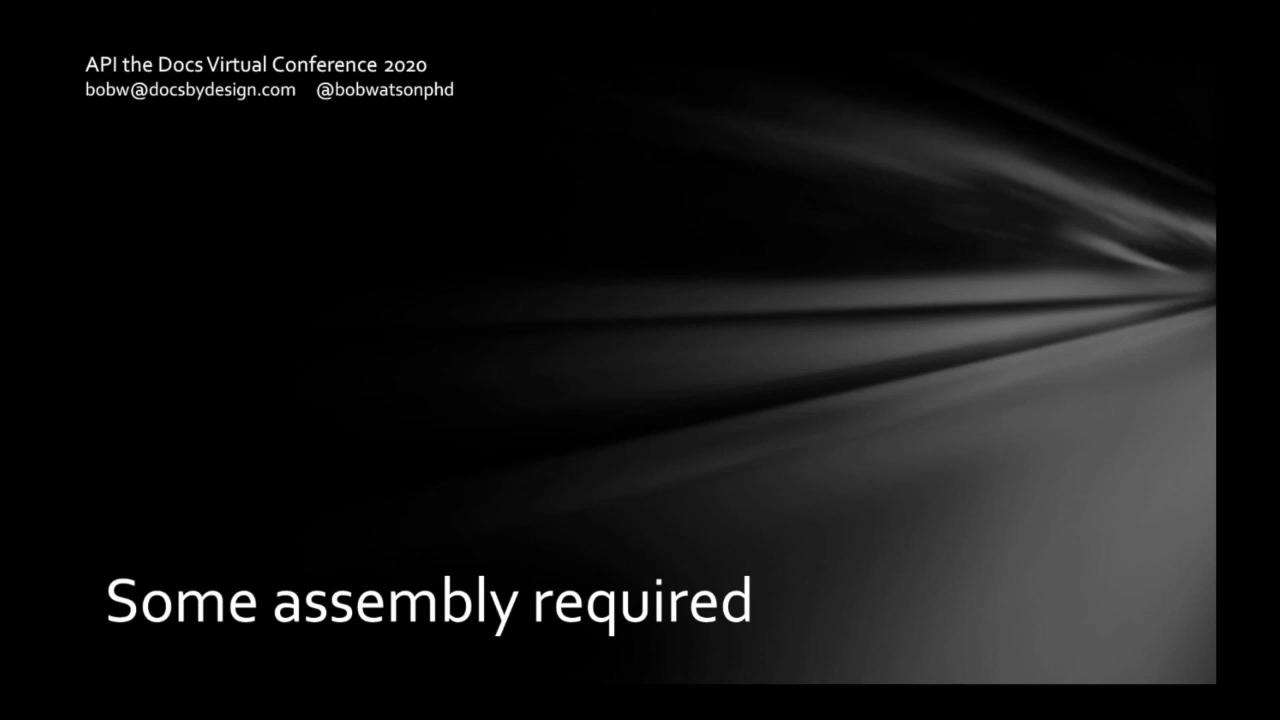 API the Docs Virtual Conference 2020
bobw@docsbydesign.com @bobwatsonphd
Some assembly required